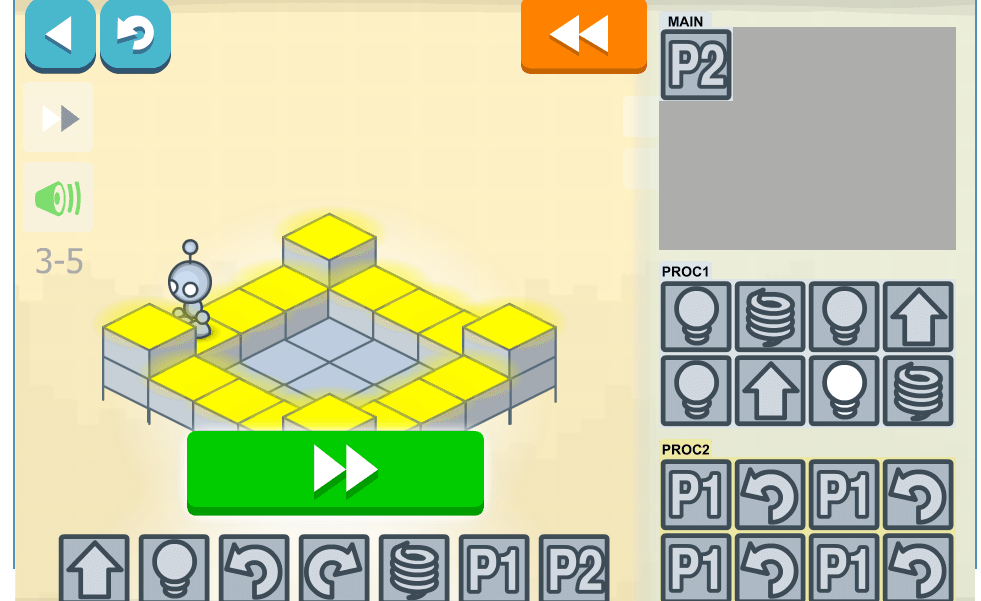 MAIN
P2
3-5
PROC1
PROC2
P1 P1
P1 P1
P1 P2